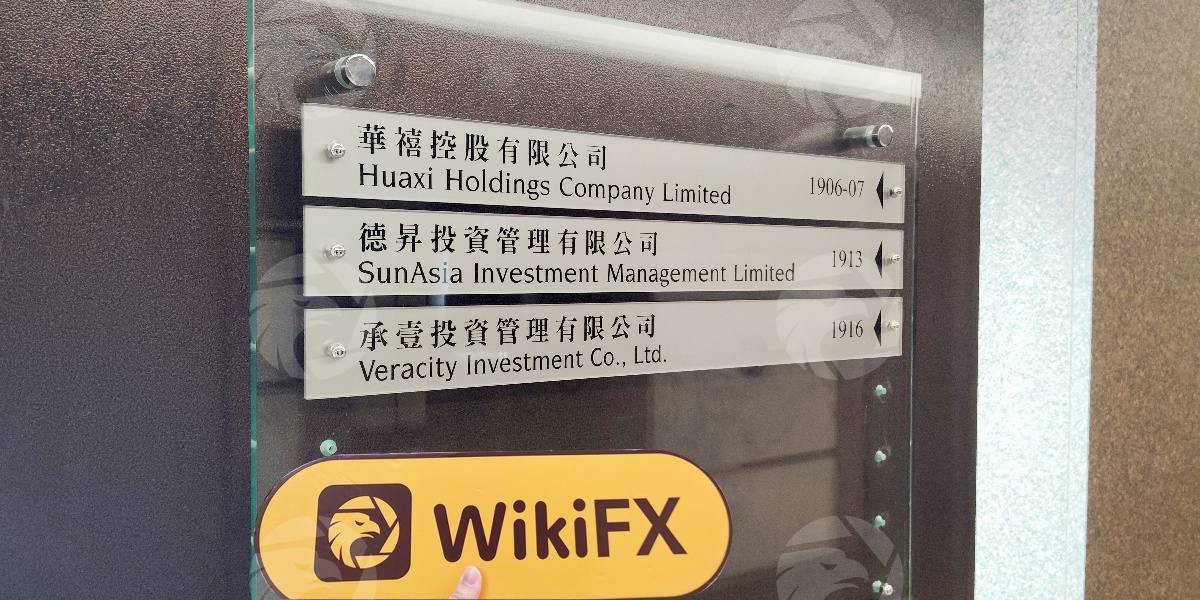 華禧控股有限公司
Huaxi Holdings Company Limited 1906-07
德昇投資管理有限公司
SunAsia Investment Management Limited 1913
承壹投資管理有限公司
Veracity Investment Co., Ltd. 1916
WikiFX